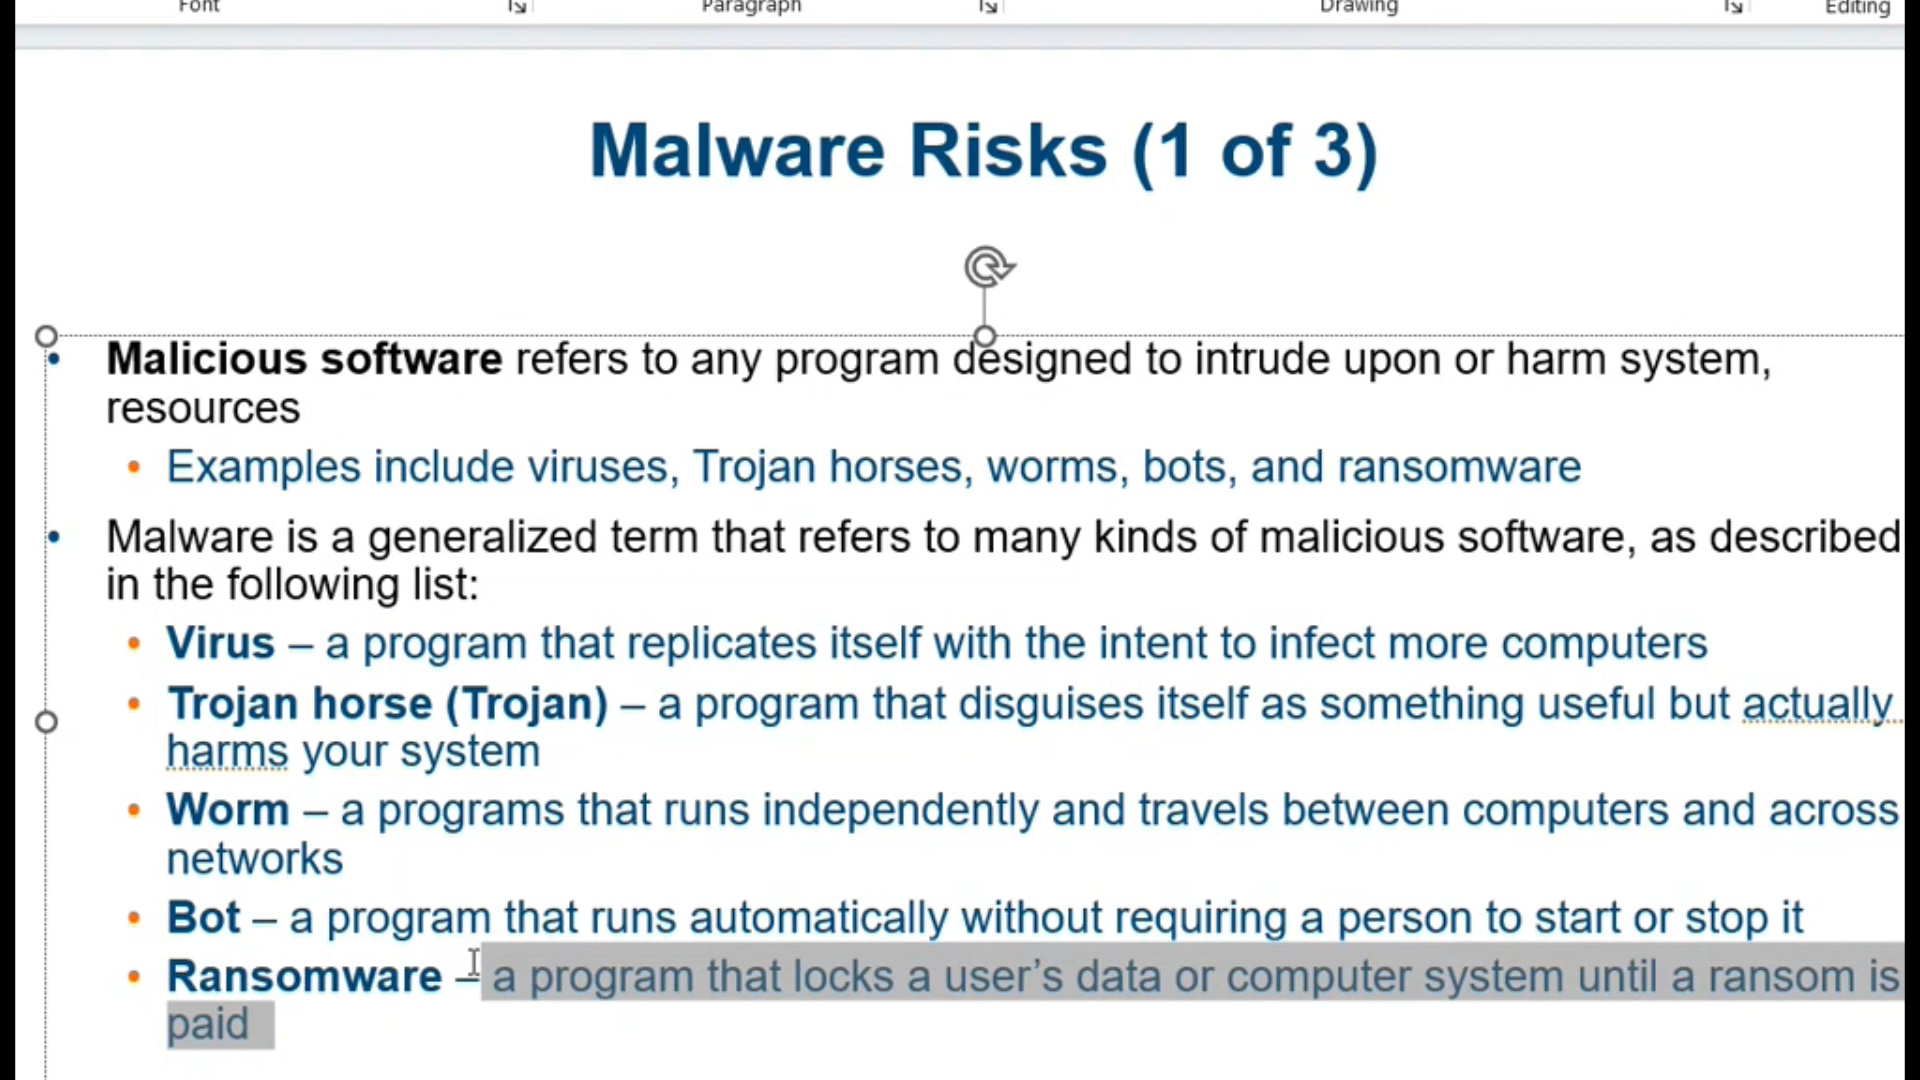 Font Paragraph Drawing Editing
Malware Risks (1 of 3)
• Malicious software refers to any program designed to intrude upon or harm system,
resources
• Examples include viruses, Trojan horses, worms, bots, and ransomware
• Malware is a generalized term that refers to many kinds of malicious software, as described
in the following list:
• Virus – a program that replicates itself with the intent to infect more computers
• Trojan horse (Trojan) – a program that disguises itself as something useful but actually
harms your system
• Worm – a programs that runs independently and travels between computers and across
networks
• Bot – a program that runs automatically without requiring a person to start or stop it
• Ransomware – a program that locks a user’s data or computer system until a ransom is
paid